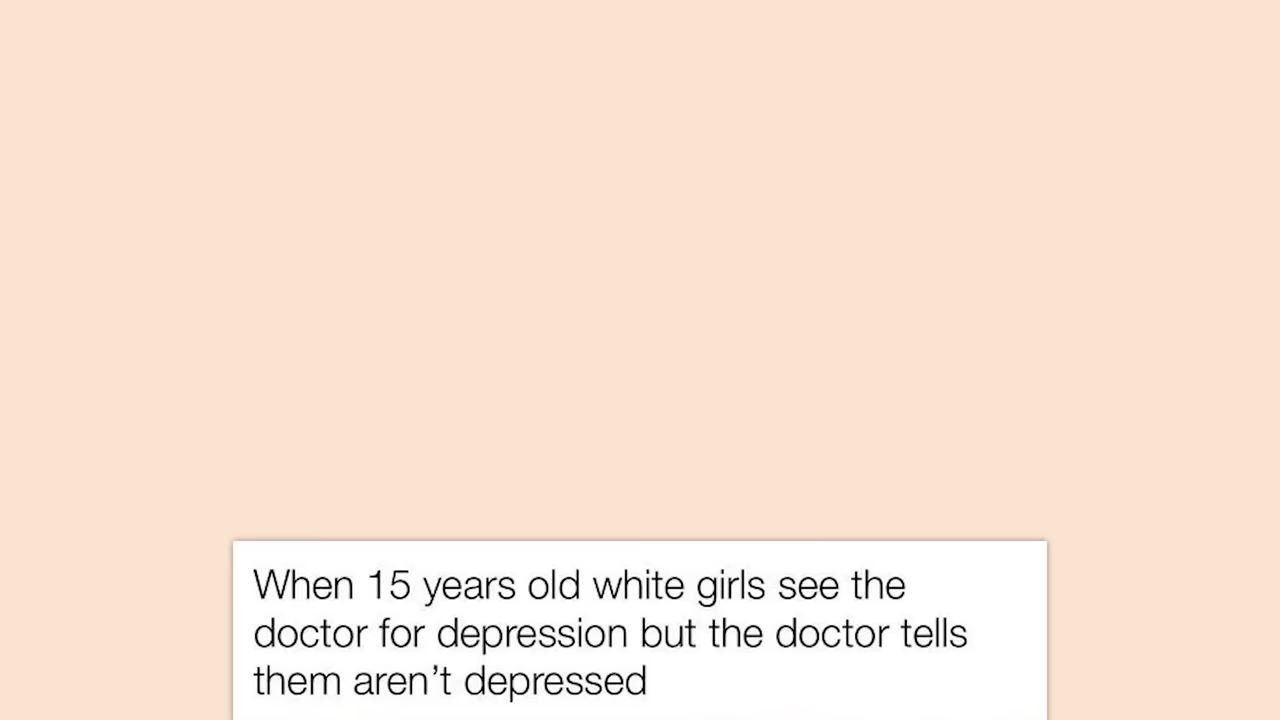 When 15 years old white girls see the
doctor for depression but the doctor tells
them aren’t depressed